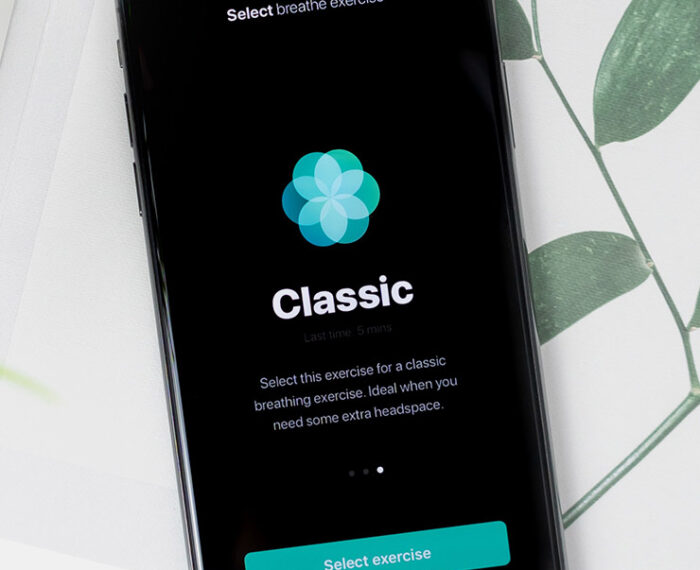 Select breathe exercise
Classic
Last time: 5 mins
Select this exercise for a classic
breathing exercise. Ideal when you
need some extra headspace.
Select exercise